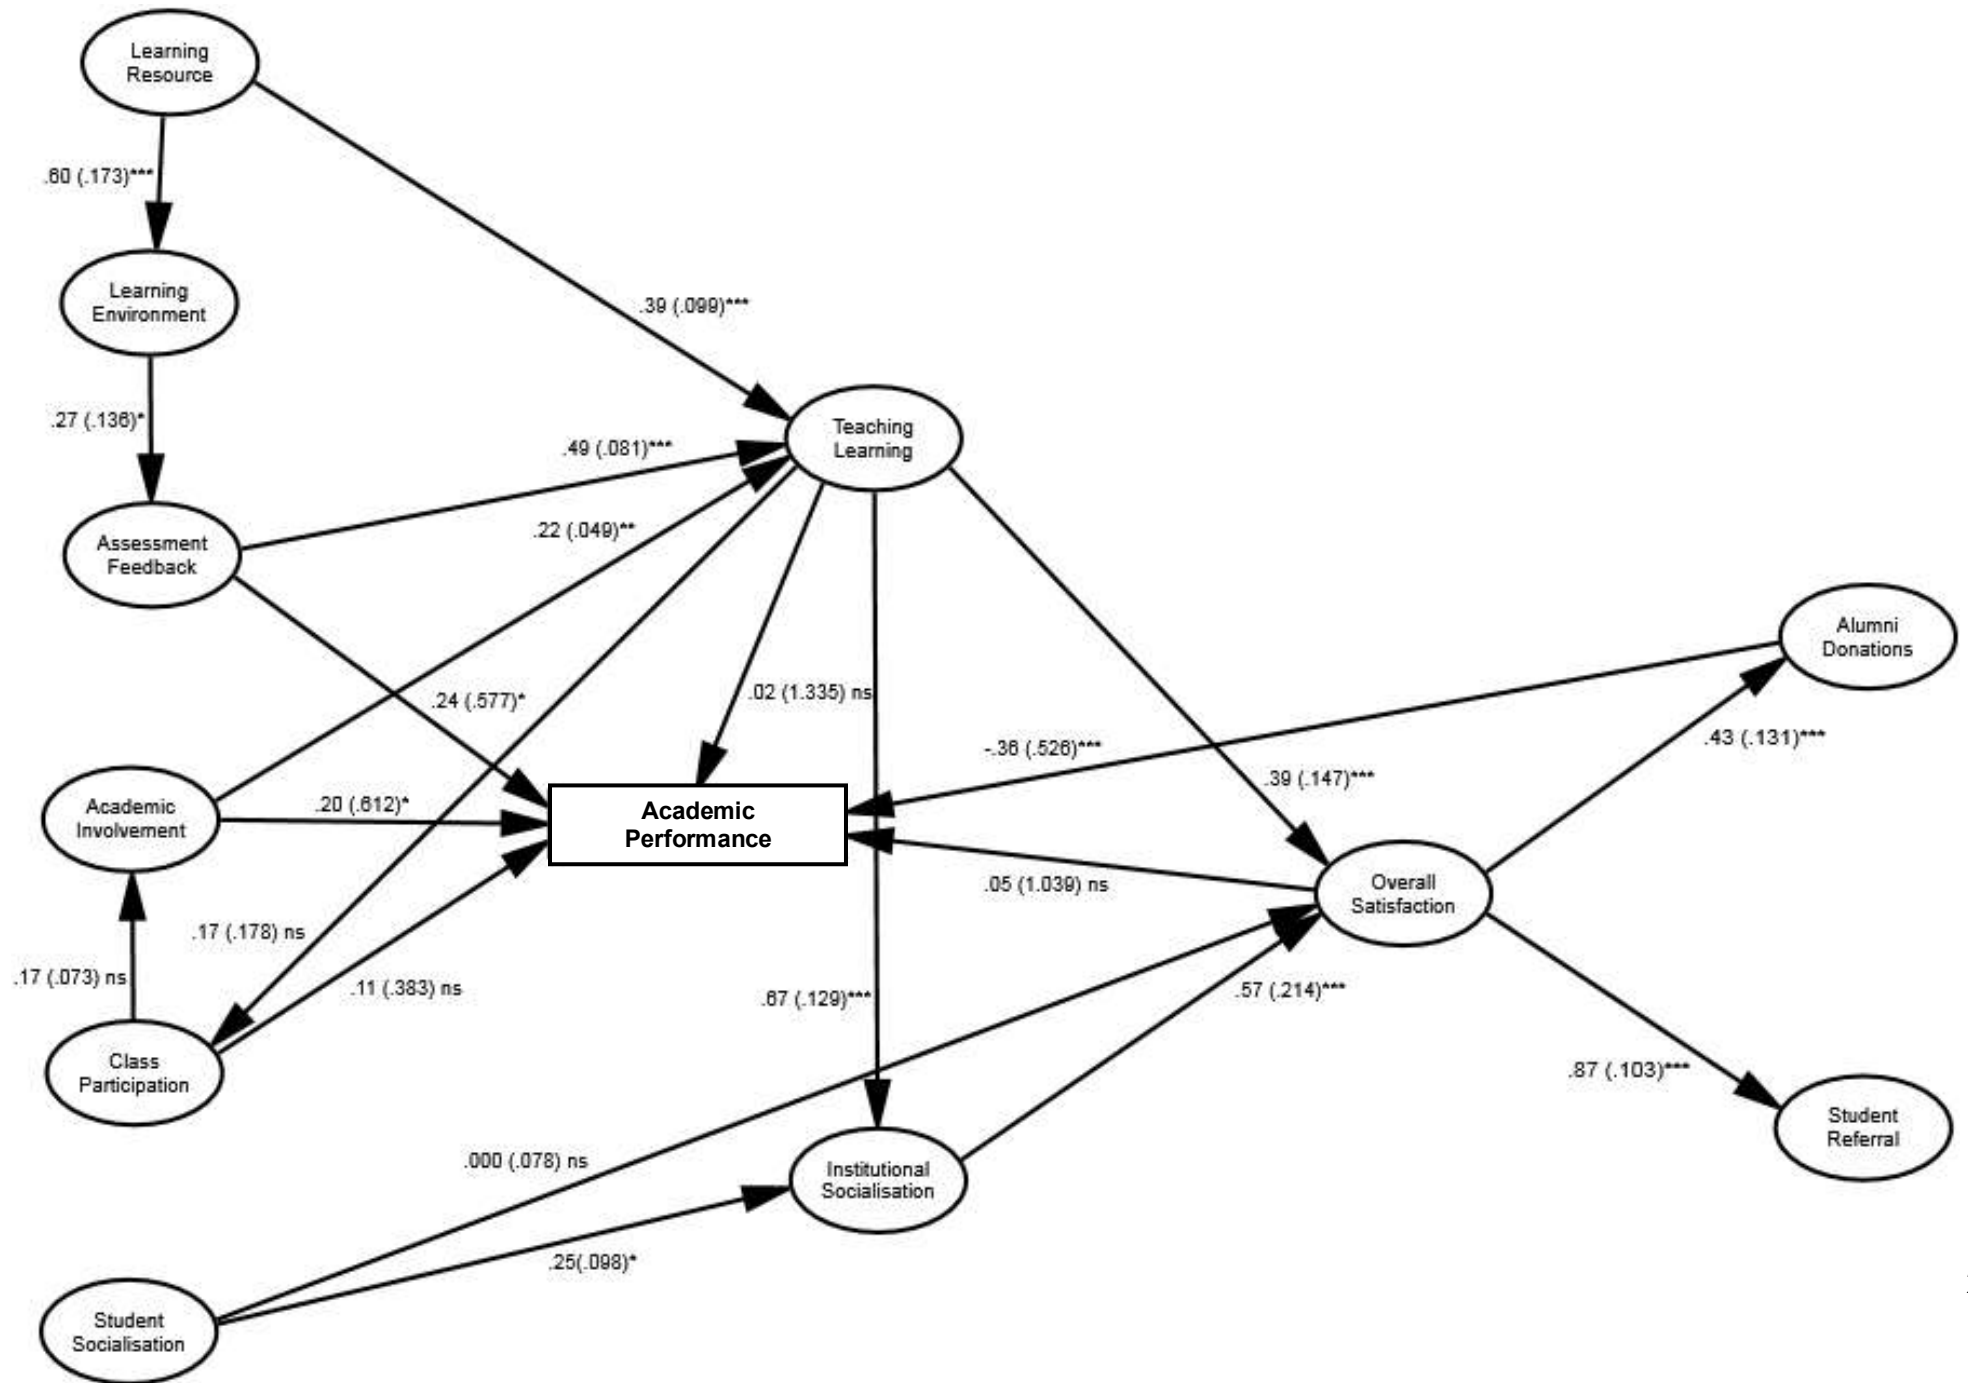 Learning
Resource
.60 (.173)***
Learning
Environment
.39 (.099)***
.27 (.136)*
Teaching
Learning
.49 (.081)***
.22 (.049)**
Assessment
Feedback
Alumni
Donations
.24 (.577)*
.02 (1.335) ns
-.36 (.526)***
.43 (.131)***
.39 (.147)***
Academic
Involvement
.20 (.612)*
Academic
Performance
.05 (1.039) ns
Overall
Satisfaction
.17 (.178) ns
.17 (.073) ns
.11 (.383) ns
.67 (.129)***
.57 (.214)***
Class
Participation
.87 (.103)***
Student
Referral
.000 (.078) ns
Institutional
Socialisation
.25(.098)*
Student
Socialisation